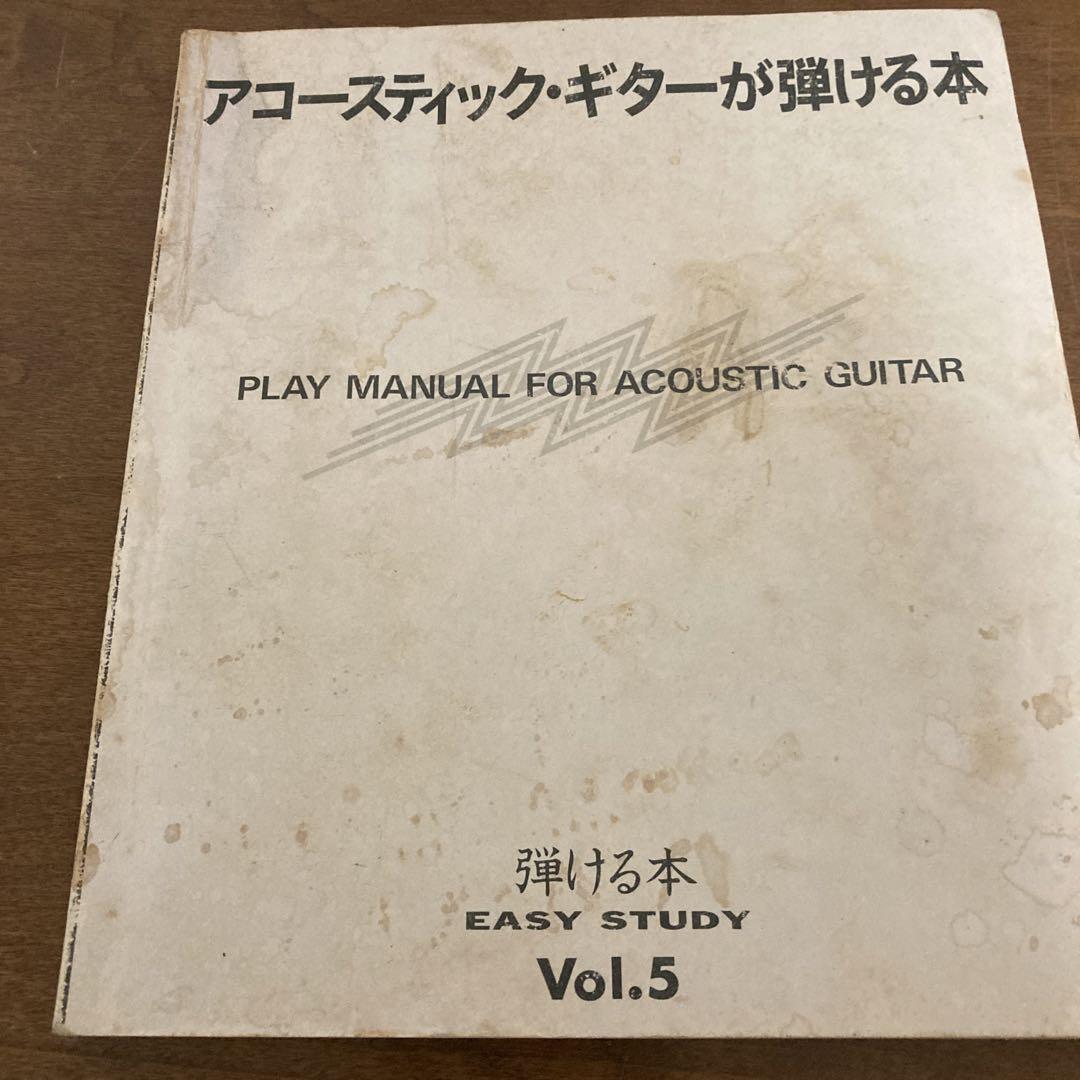 アコースティック・ギターが弾ける本
PLAY MANUAL FOR ACOUSTIC GUITAR
弾ける本
EASY STUDY
Vol.5